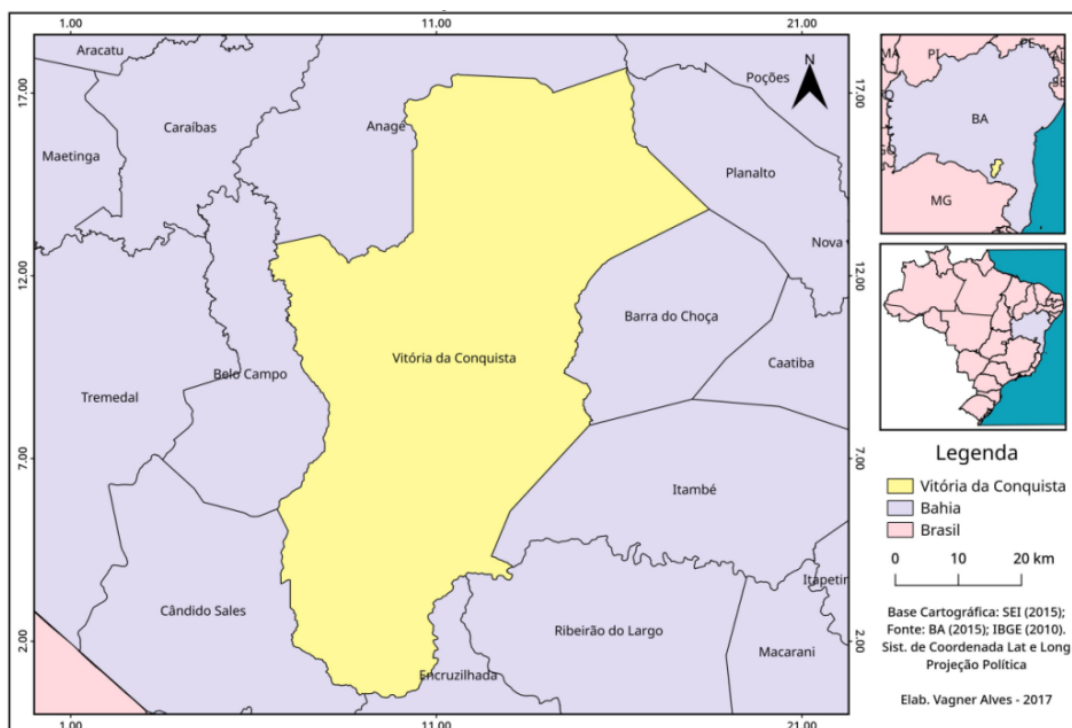 1.00
11.00
21.00
17.00
17.00
12.00
12.00
7.00
7.00
2.00
2.00
Aracatu
Poções
N
Caraíbas
Anagé
Maetinga
Planalto
Nova
Barra do Choça
Vitória da Conquista
Caatiba
Belo Campo
Tremedal
Itambé
Itapetin
Cândido Sales
Ribeirão do Largo
Macarani
Encruzilhada
1.00
11.00
21.00
MA
PI
PE
AL
SE
BA
MG
Legenda
Vitória da Conquista
Bahia
Brasil
0 10 20 km
Base Cartográfica: SEI (2015);
Fonte: BA (2015); IBGE (2010).
Sist. de Coordenada Lat e Long
Projeção Política
Elab. Vagner Alves - 2017